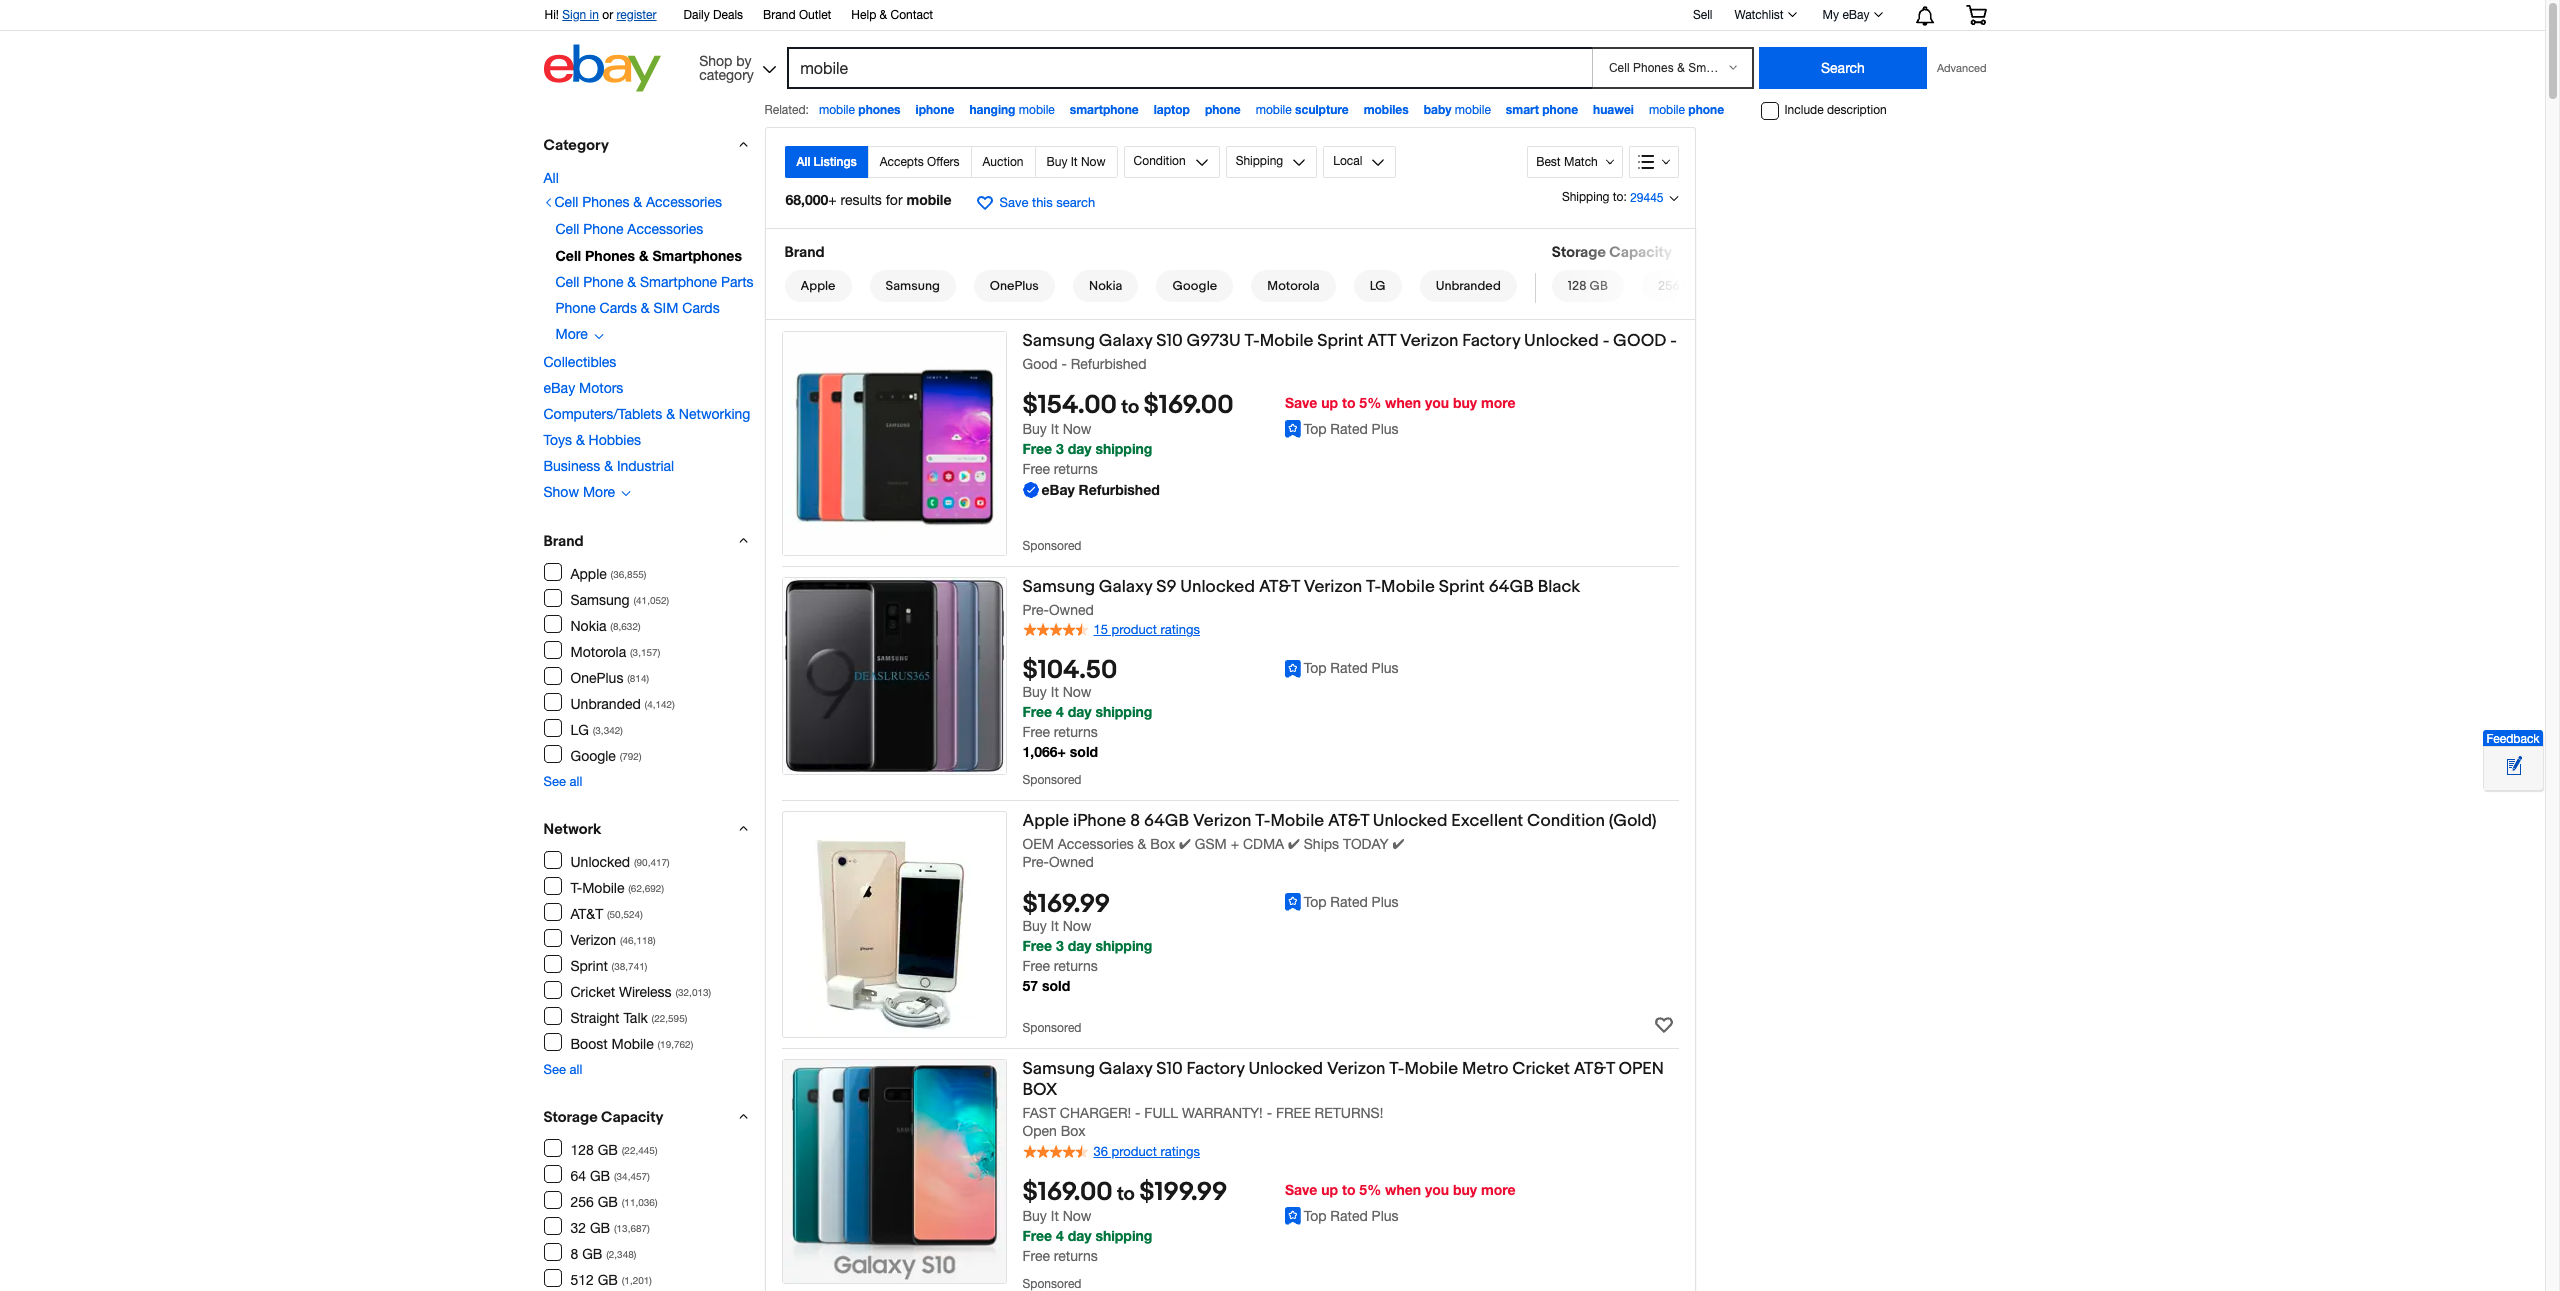 Hi! Sign in or register
Daily Deals
Brand Outlet
Help & Contact
Sell
Watchlist
My eBay
ebay
Shop by category
mobile
Cell Phones & Sm...
Search
Advanced
Related: mobile phones iphone hanging mobile smartphone laptop phone mobile sculpture mobiles baby mobile smart phone huawei mobile phone
Include description
Category
All
Cell Phones & Accessories
Cell Phone Accessories
Cell Phones & Smartphones
Cell Phone & Smartphone Parts
Phone Cards & SIM Cards
More
Collectibles
eBay Motors
Computers/Tablets & Networking
Toys & Hobbies
Business & Industrial
Show More
Brand
Apple (36,855)
Samsung (41,052)
Nokia (8,632)
Motorola (3,157)
OnePlus (814)
Unbranded (4,142)
LG (3,342)
Google (792)
See all
Network
Unlocked (90,417)
T-Mobile (62,692)
AT&T (50,524)
Verizon (46,118)
Sprint (38,741)
Cricket Wireless (32,013)
Straight Talk (22,595)
Boost Mobile (19,762)
See all
Storage Capacity
128 GB (22,445)
64 GB (34,457)
256 GB (11,036)
32 GB (13,687)
8 GB (2,348)
512 GB (1,201)
All Listings
Accepts Offers
Auction
Buy It Now
Condition
Shipping
Local
Best Match
68,000+ results for mobile
Save this search
Shipping to: 29445
Brand
Storage Capacity
Apple
Samsung
OnePlus
Nokia
Google
Motorola
LG
Unbranded
128 GB
256
Samsung Galaxy S10 G973U T-Mobile Sprint ATT Verizon Factory Unlocked - GOOD -
Good - Refurbished
$154.00 to $169.00
Save up to 5% when you buy more
Buy It Now
Top Rated Plus
Free 3 day shipping
Free returns
eBay Refurbished
Sponsored
SAMSUNG
Samsung Galaxy S9 Unlocked AT&T Verizon T-Mobile Sprint 64GB Black
Pre-Owned
15 product ratings
$104.50
Top Rated Plus
Buy It Now
Free 4 day shipping
Free returns
1,066+ sold
Sponsored
9
SAMSUNG
DEASLRUS365
Apple iPhone 8 64GB Verizon T-Mobile AT&T Unlocked Excellent Condition (Gold)
OEM Accessories & Box ✔ GSM + CDMA ✔ Ships TODAY ✔
Pre-Owned
$169.99
Top Rated Plus
Buy It Now
Free 3 day shipping
Free returns
57 sold
Sponsored
iPhone
Samsung Galaxy S10 Factory Unlocked Verizon T-Mobile Metro Cricket AT&T OPEN
BOX
FAST CHARGER! - FULL WARRANTY! - FREE RETURNS!
Open Box
36 product ratings
$169.00 to $199.99
Save up to 5% when you buy more
Buy It Now
Top Rated Plus
Free 4 day shipping
Free returns
Sponsored
Galaxy S10
Feedback